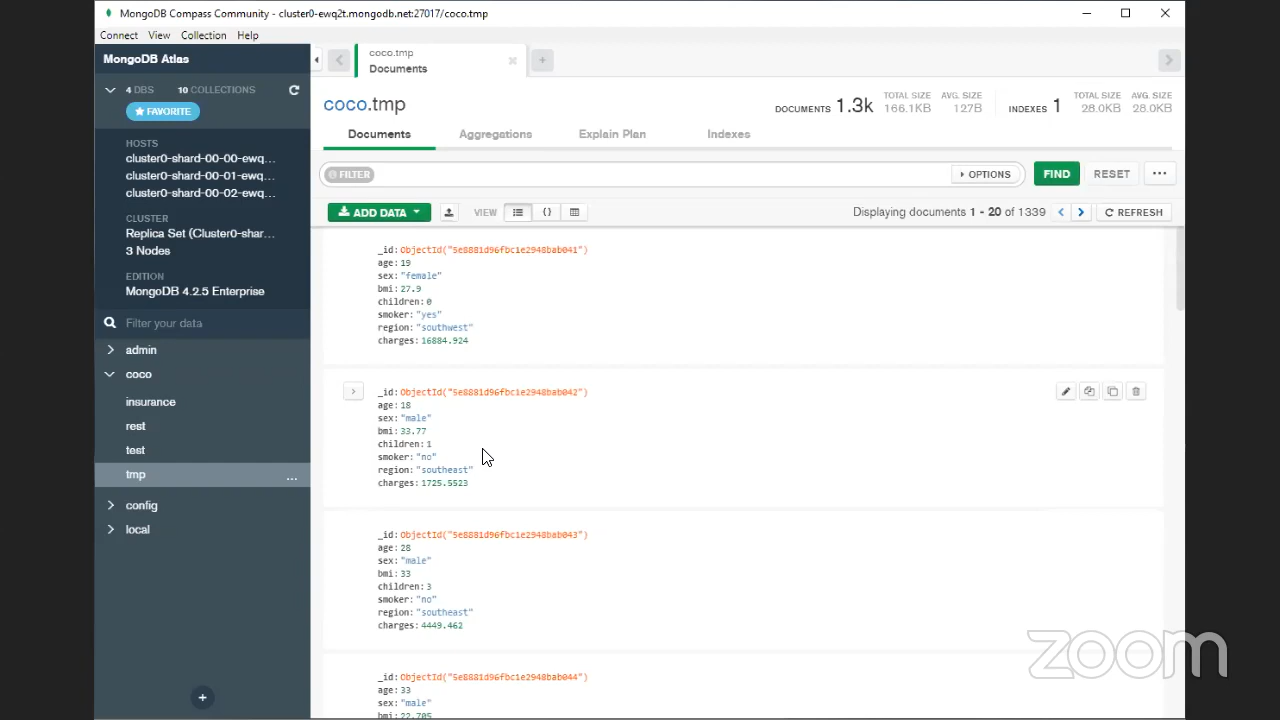 MongoDB Compass Community - cluster0-ewq2t.mongodb.net:27017/coco.tmp
Connect View Collection Help
MongoDB Atlas
4 DBS 10 COLLECTIONS
FAVORITE
HOSTS
cluster0-shard-00-00-ewq...
cluster0-shard-00-01-ewq...
cluster0-shard-00-02-ewq...
CLUSTER
Replica Set (Cluster0-shar...
3 Nodes
EDITION
MongoDB 4.2.5 Enterprise
Filter your data
admin
coco
insurance
rest
test
tmp ...
config
local
coco.tmp
Documents
coco.tmp
DOCUMENTS 1.3k TOTAL SIZE 166.1KB AVG. SIZE 127B INDEXES 1 TOTAL SIZE 28.0KB AVG. SIZE 28.0KB
Documents Aggregations Explain Plan Indexes
FILTER OPTIONS FIND RESET ...
ADD DATA VIEW {} Displaying documents 1 - 20 of 1339 REFRESH
_id: ObjectId("5e8881d96fbc1e2948bab041")
age: 19
sex: "female"
bmi: 27.9
children: 0
smoker: "yes"
region: "southwest"
charges: 16884.924
_id: ObjectId("5e8881d96fbc1e2948bab042")
age: 18
sex: "male"
bmi: 33.77
children: 1
smoker: "no"
region: "southeast"
charges: 1725.5523
_id: ObjectId("5e8881d96fbc1e2948bab043")
age: 28
sex: "male"
bmi: 33
children: 3
smoker: "no"
region: "southeast"
charges: 4449.462
_id: ObjectId("5e8881d96fbc1e2948bab044")
age: 33
sex: "male"
bmi: 22.705
zoom